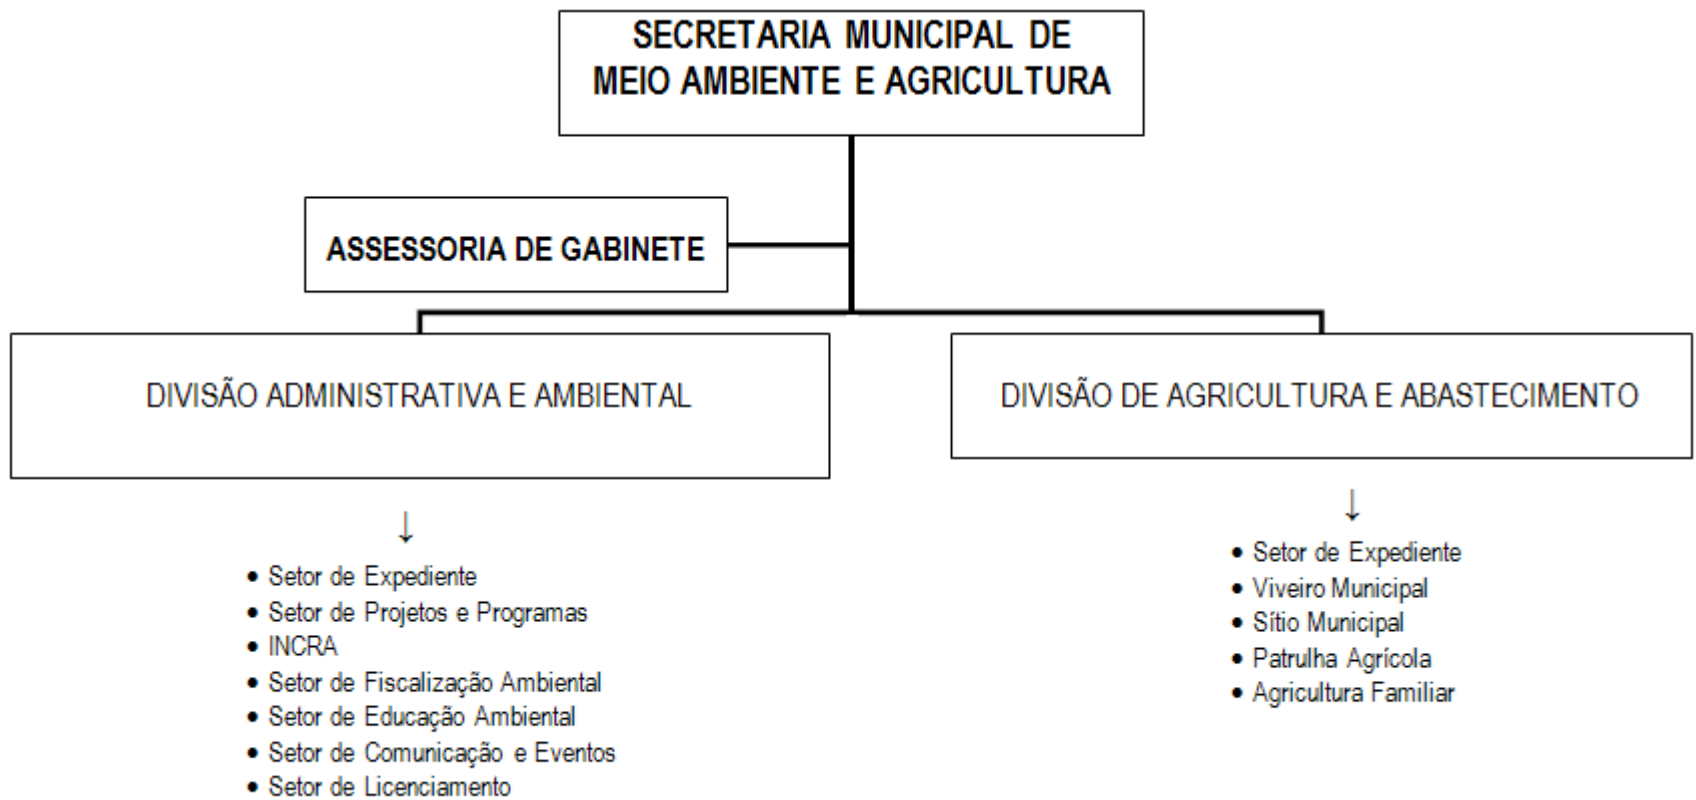 SECRETARIA MUNICIPAL DE
MEIO AMBIENTE E AGRICULTURA
ASSESSORIA DE GABINETE
DIVISÃO ADMINISTRATIVA E AMBIENTAL
↓
• Setor de Expediente
• Setor de Projetos e Programas
• INCRA
• Setor de Fiscalização Ambiental
• Setor de Educação Ambiental
• Setor de Comunicação e Eventos
• Setor de Licenciamento
DIVISÃO DE AGRICULTURA E ABASTECIMENTO
↓
• Setor de Expediente
• Viveiro Municipal
• Sítio Municipal
• Patrulha Agrícola
• Agricultura Familiar